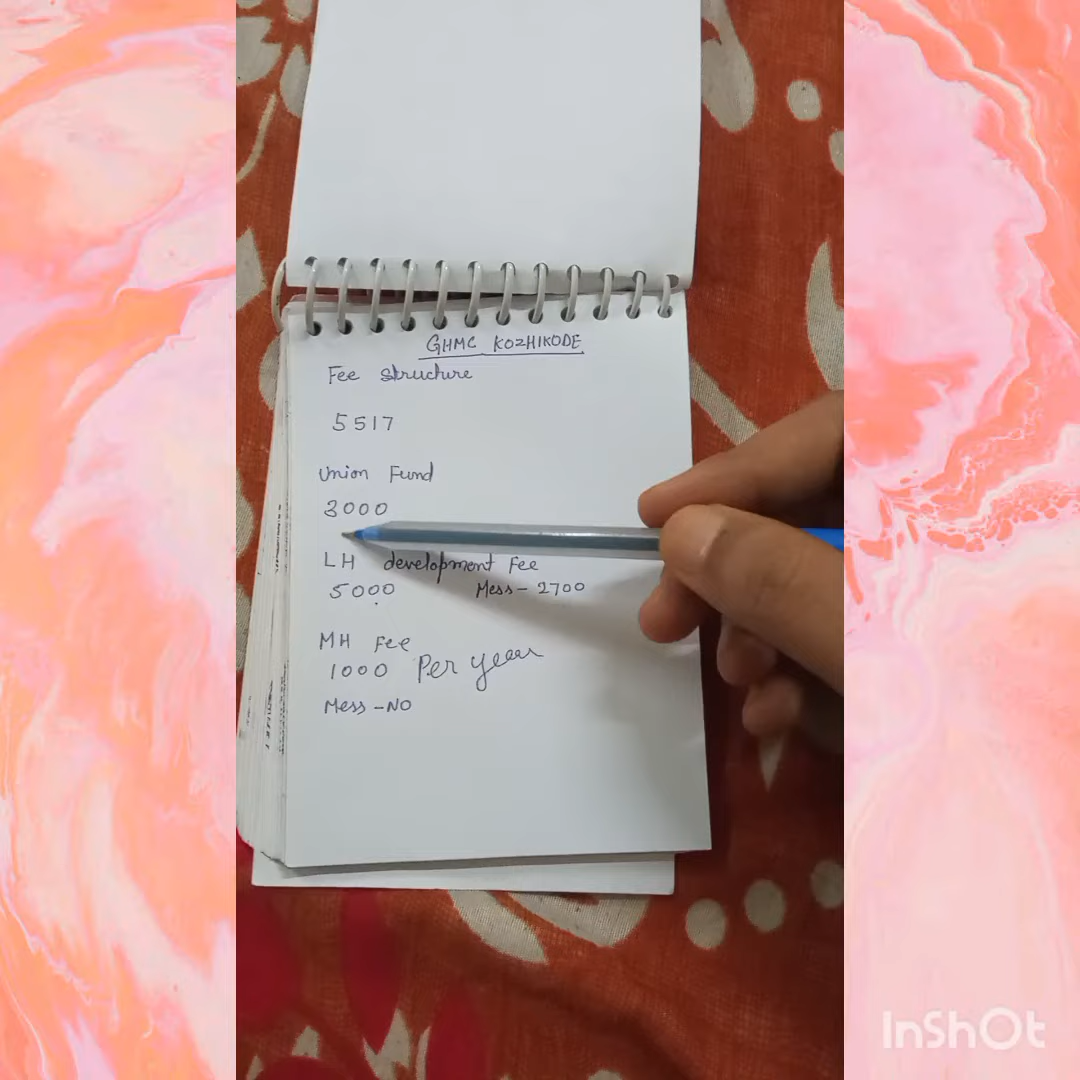 GHMC KOZHIKODE
Fee structure
5517
Union Fund
3000
LH development Fee
5000 Mess - 2700
MH Fee
1000 Per year
Mess - NO
InShOt